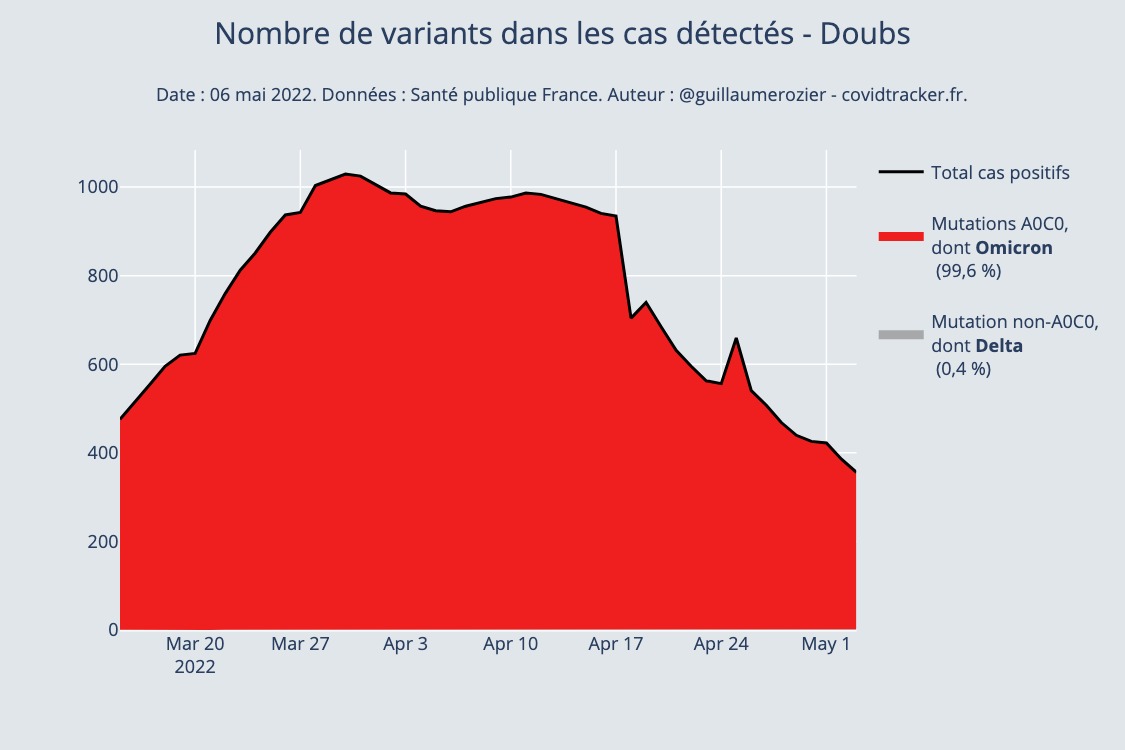 Nombre de variants dans les cas détectés - Doubs
Date : 06 mai 2022. Données : Santé publique France. Auteur : @guillaumerozier - covidtracker.fr.
Total cas positifs
Mutations A0C0,
dont Omicron
(99,6 %)
Mutation non-A0C0,
dont Delta
(0,4 %)
1000
800
600
400
200
0
Mar 20
2022
Mar 27
Apr 3
Apr 10
Apr 17
Apr 24
May 1